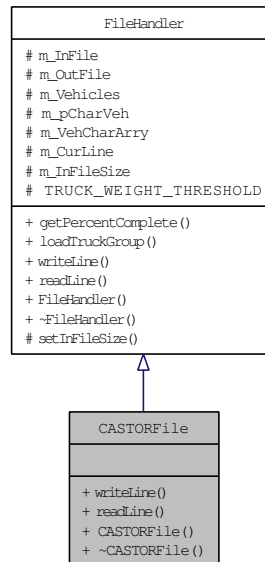 FileHandler
# m_InFile
# m_OutFile
# m_Vehicles
# m_pCharVeh
# m_VehCharArry
# m_CurLine
# m_InFileSize
# TRUCK_WEIGHT_THRESHOLD
+ getPercentComplete()
+ loadTruckGroup()
+ writeLine()
+ readLine()
+ FileHandler()
+ ~FileHandler()
# setInFileSize()
CASTORFile
+ writeLine()
+ readLine()
+ CASTORFile()
+ ~CASTORFile()